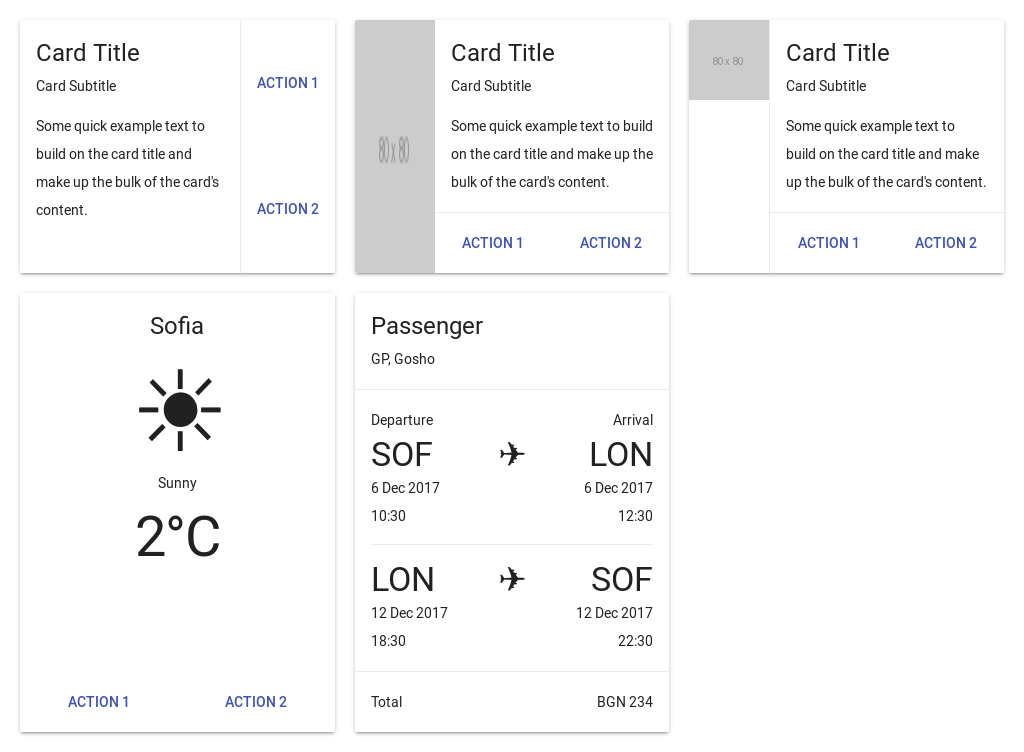 Card Title
Card Subtitle
Some quick example text to
build on the card title and
make up the bulk of the card's
content.
ACTION 1
ACTION 2
80 x 80
Card Title
Card Subtitle
Some quick example text to build
on the card title and make up the
bulk of the card's content.
ACTION 1 ACTION 2
80 x 80
Card Title
Card Subtitle
Some quick example text to
build on the card title and make
up the bulk of the card's content.
ACTION 1 ACTION 2
Sofia
Sunny
2°C
ACTION 1 ACTION 2
Passenger
GP, Gosho
Departure Arrival
SOF ✈ LON
6 Dec 2017 6 Dec 2017
10:30 12:30
LON ✈ SOF
12 Dec 2017 12 Dec 2017
18:30 22:30
Total BGN 234